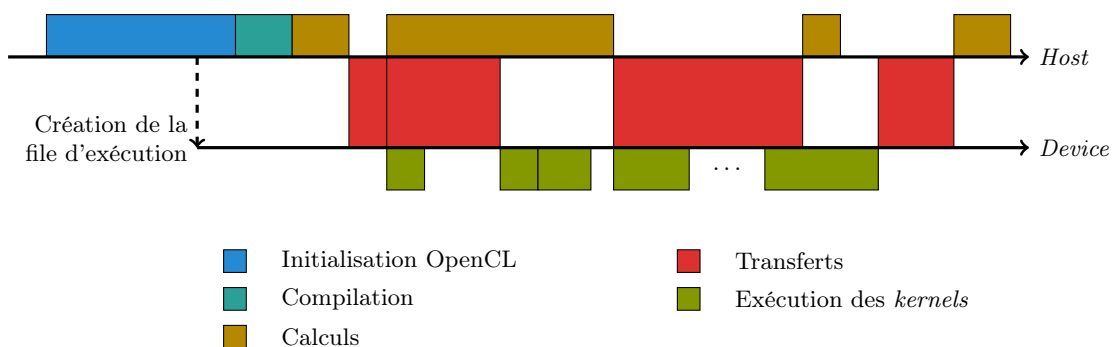 Host
Création de la
file d'exécution
Device
...
Initialisation OpenCL
Transferts
Compilation
Exécution des kernels
Calculs